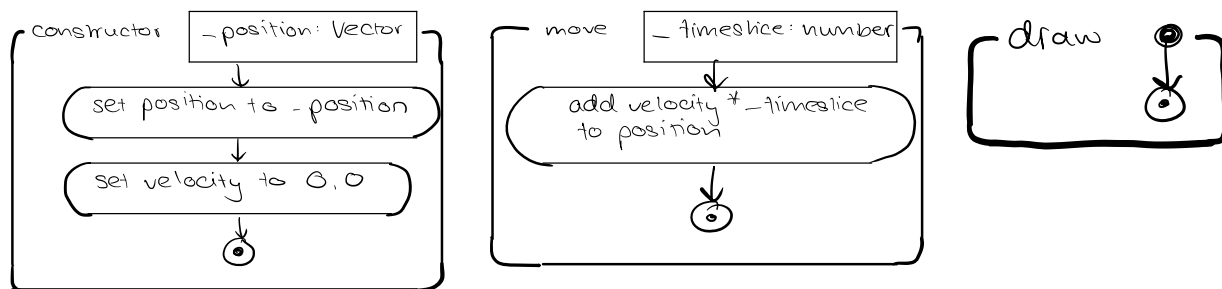 constructor
_position: Vector
set position to _position
set velocity to 0,0
move
_timeslice: number
add velocity * _timeslice
to position
draw